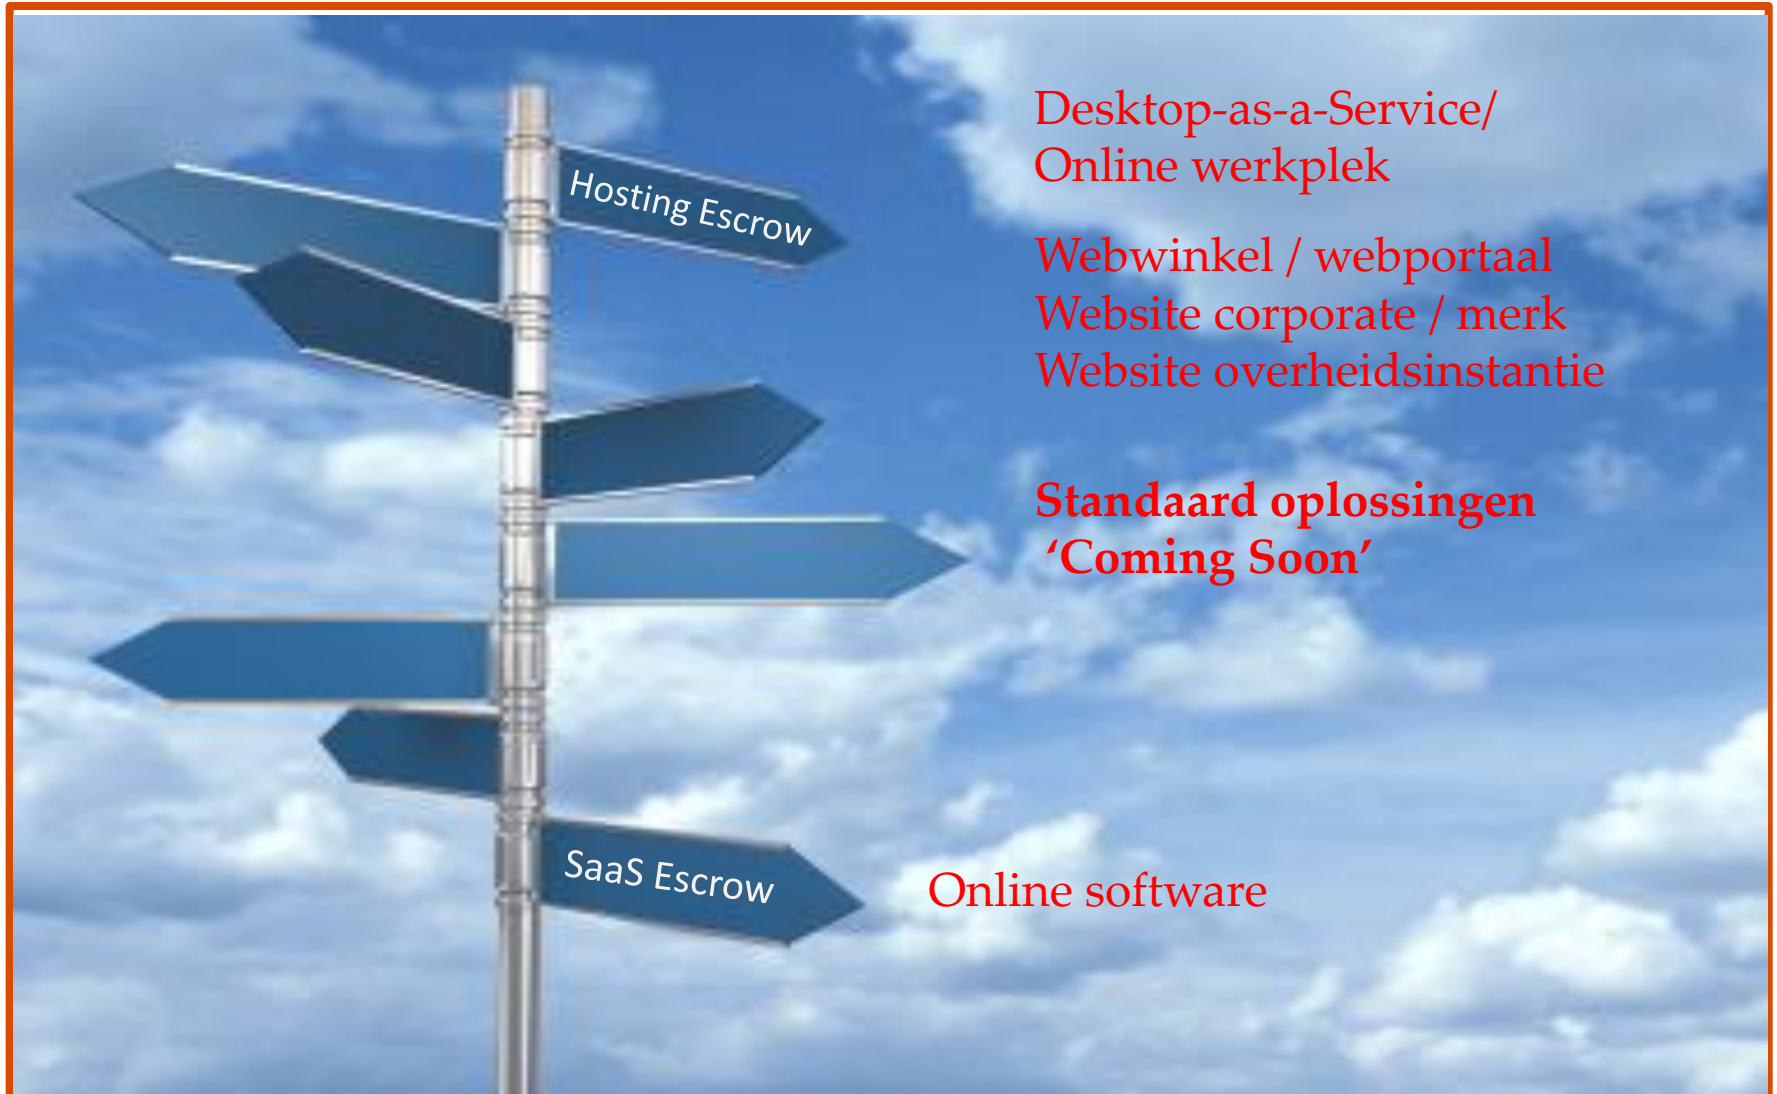 Hosting Escrow
Desktop-as-a-Service/
Online werkplek
Webwinkel / webportaal
Website corporate / merk
Website overheidsinstantie
Standaard oplossingen
‘Coming Soon’
SaaS Escrow
Online software